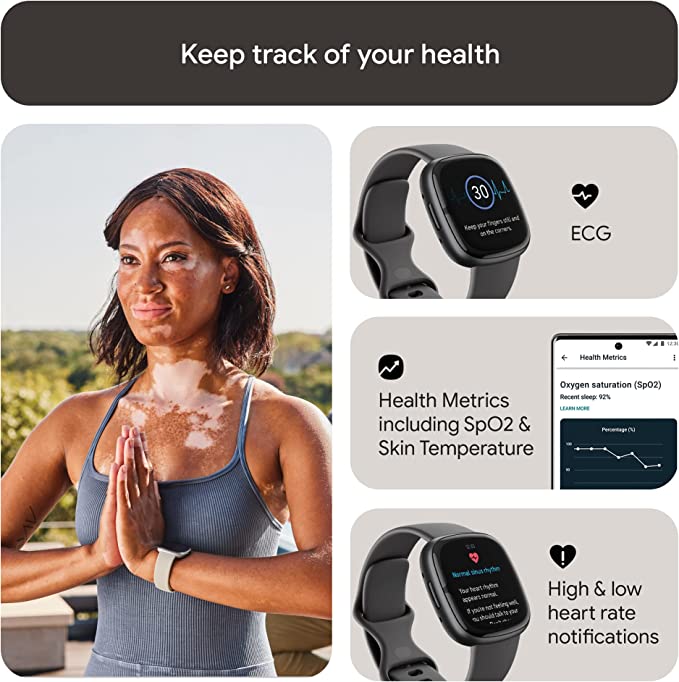 Keep track of your health
30
Keep your fingers still and
on the corners.
ECG
Health Metrics
including SpO2 &
Skin Temperature
12:30
Health Metrics
Oxygen saturation (SpO2)
Recent sleep: 92%
LEARN MORE
Percentage (%)
100
90
Normal sinus rhythm
Your heart rhythm
appears normal.
If you're not feeling well,
you should talk to your
High & low
heart rate
notifications